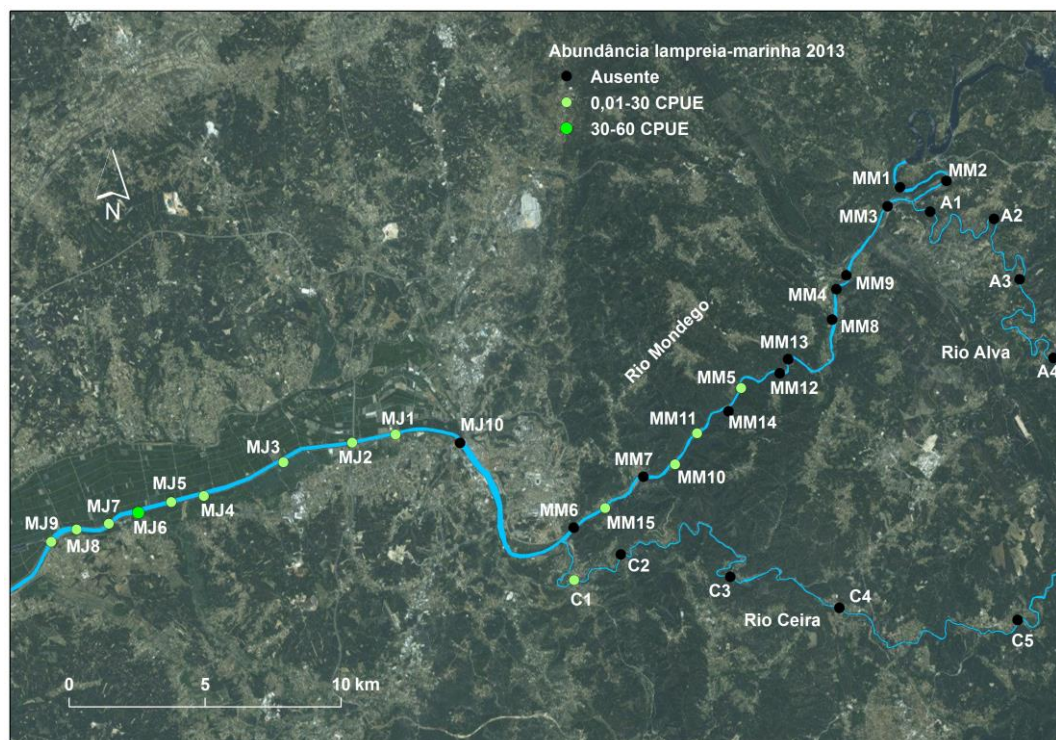 Abundância lampreia-marinha 2013
Ausente
0,01-30 CPUE
30-60 CPUE
N
MM1
MM2
MM3
A1
A2
A3
MM9
MM4
MM8
Rio Mondego
MM13
Rio Alva
A4
MM12
MM5
MM14
MM11
MJ1
MJ10
MJ2
MJ3
MM10
MM7
MJ5
MJ4
MJ7
MJ6
MJ9
MJ8
MM6
MM15
C2
C1
C3
C4
Rio Ceira
C5
0 5 10 km